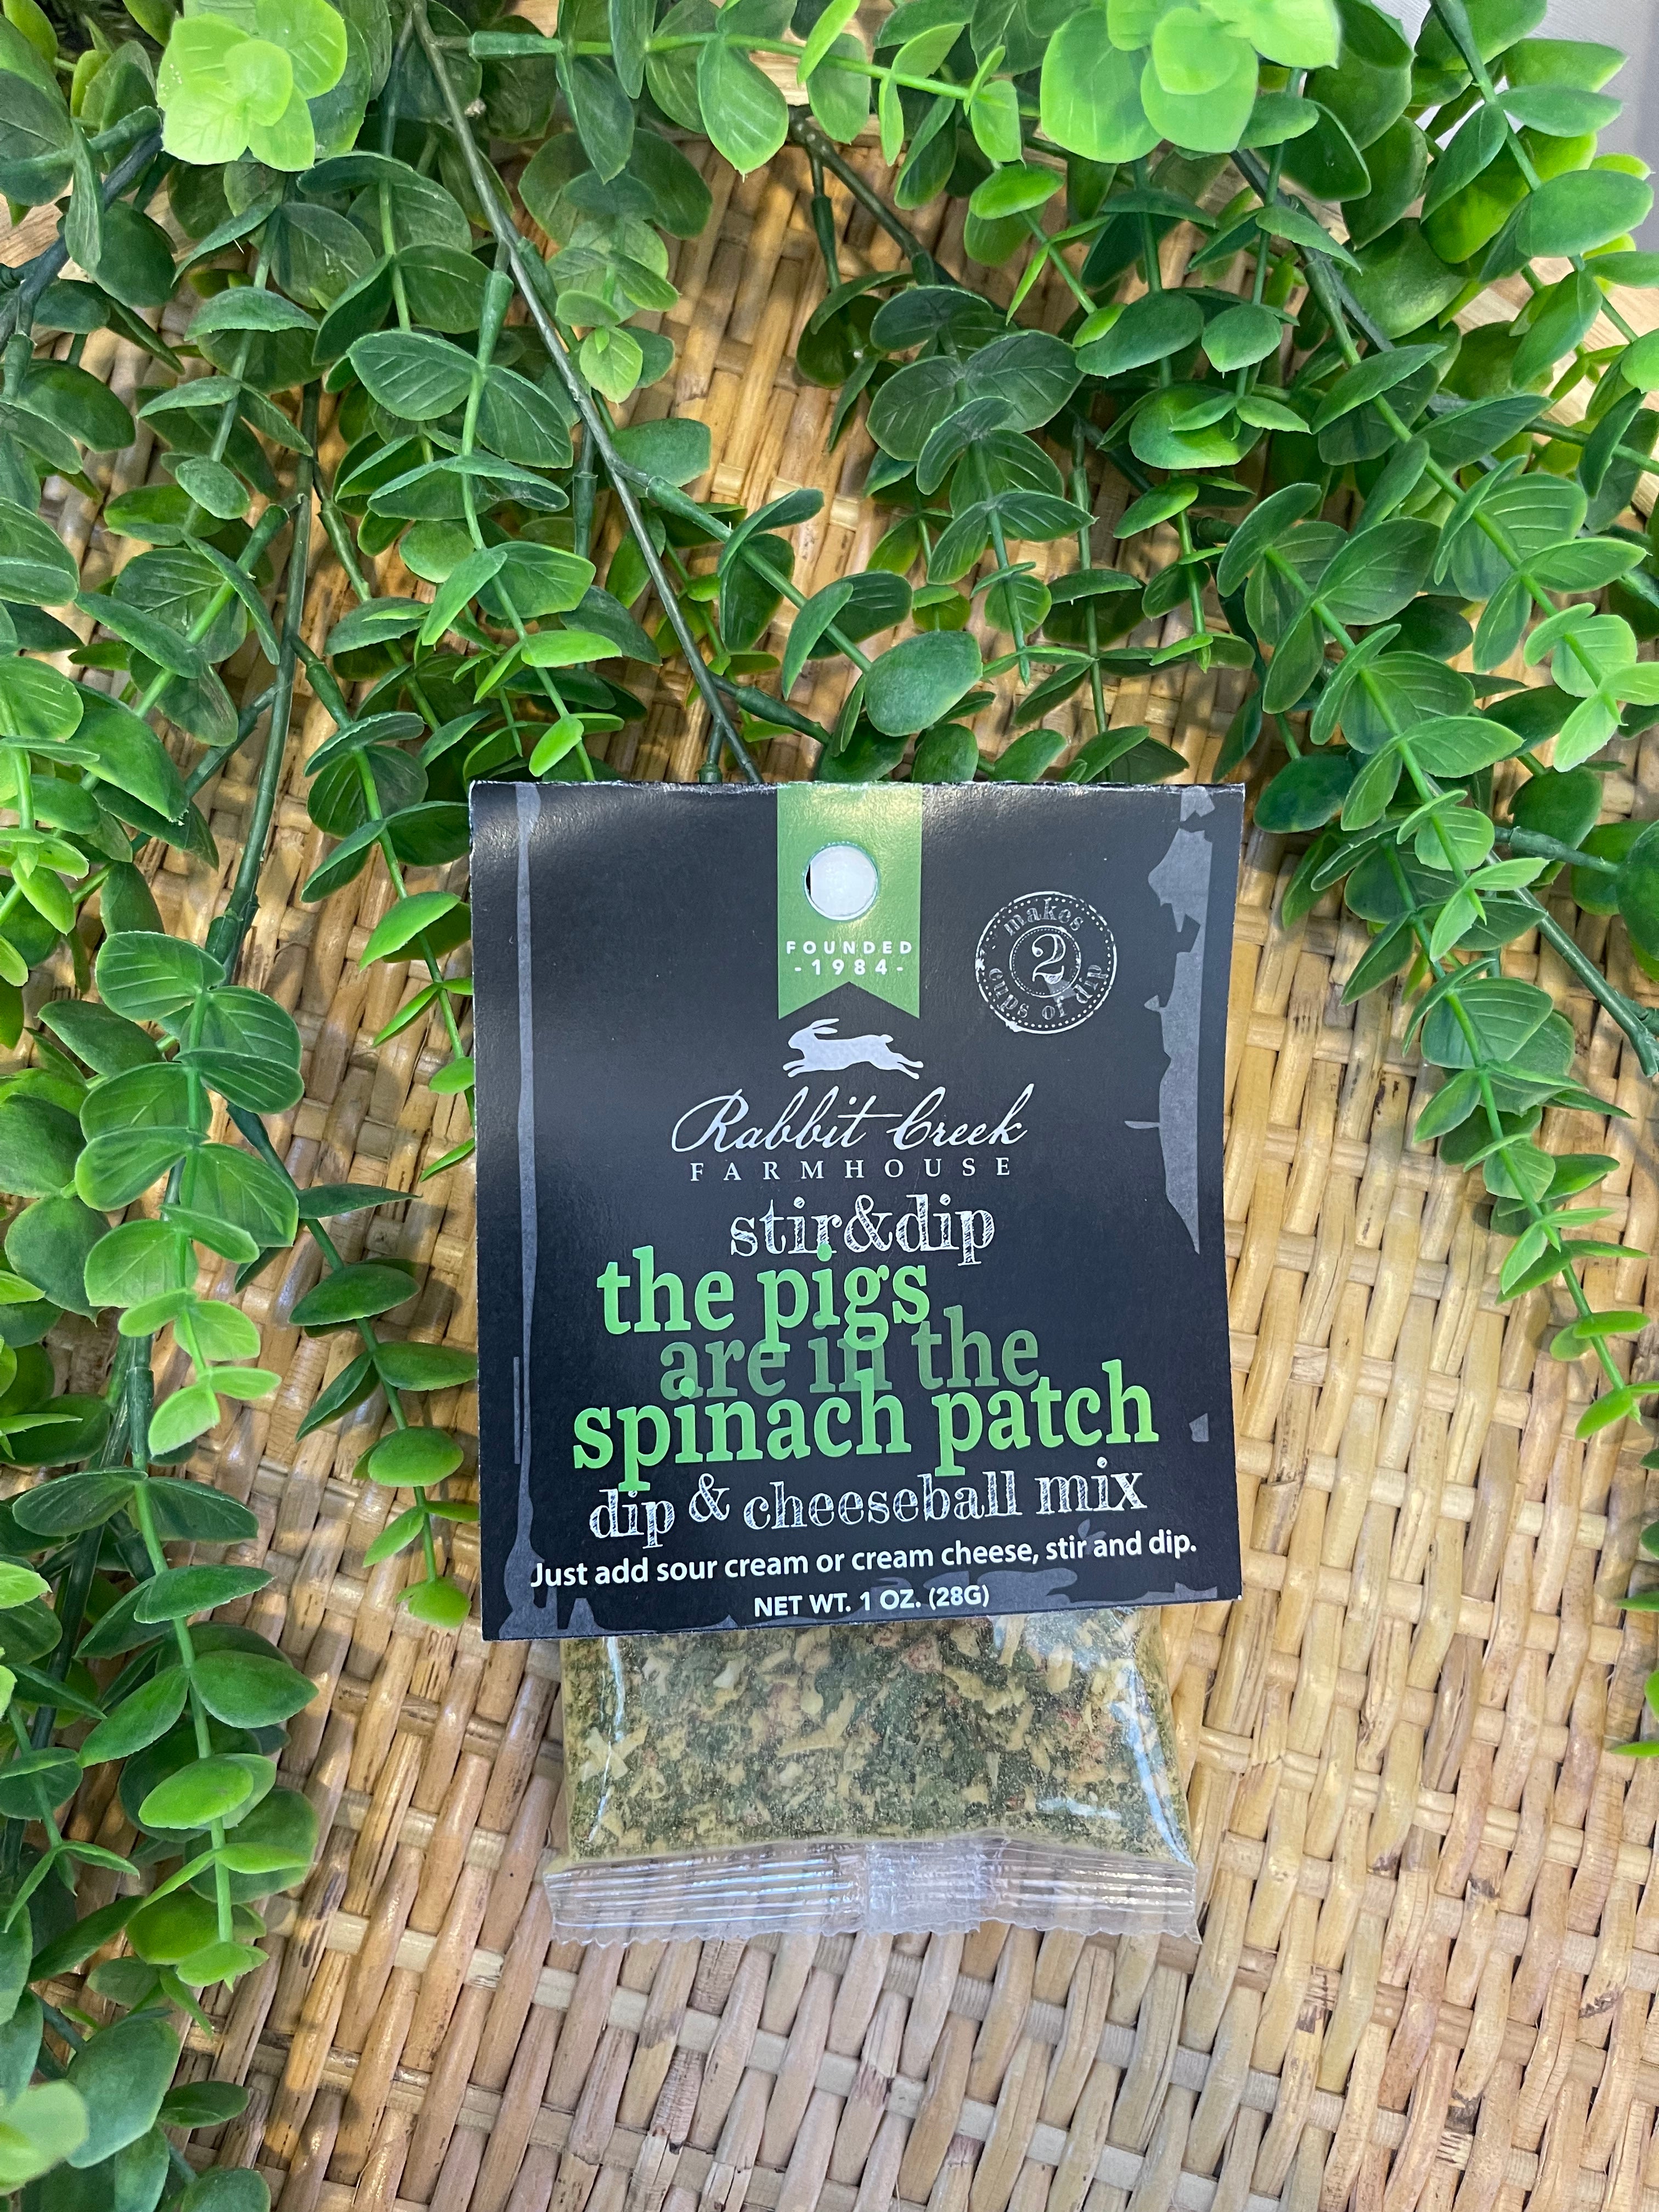 FOUNDED
-1984-
makes
2
cups of dip
Rabbit Creek
FARMHOUSE
stir&dip
the pigs
are in the
spinach patch
dip & cheeseball mix
Just add sour cream or cream cheese, stir and dip.
NET WT. 1 OZ. (28G)